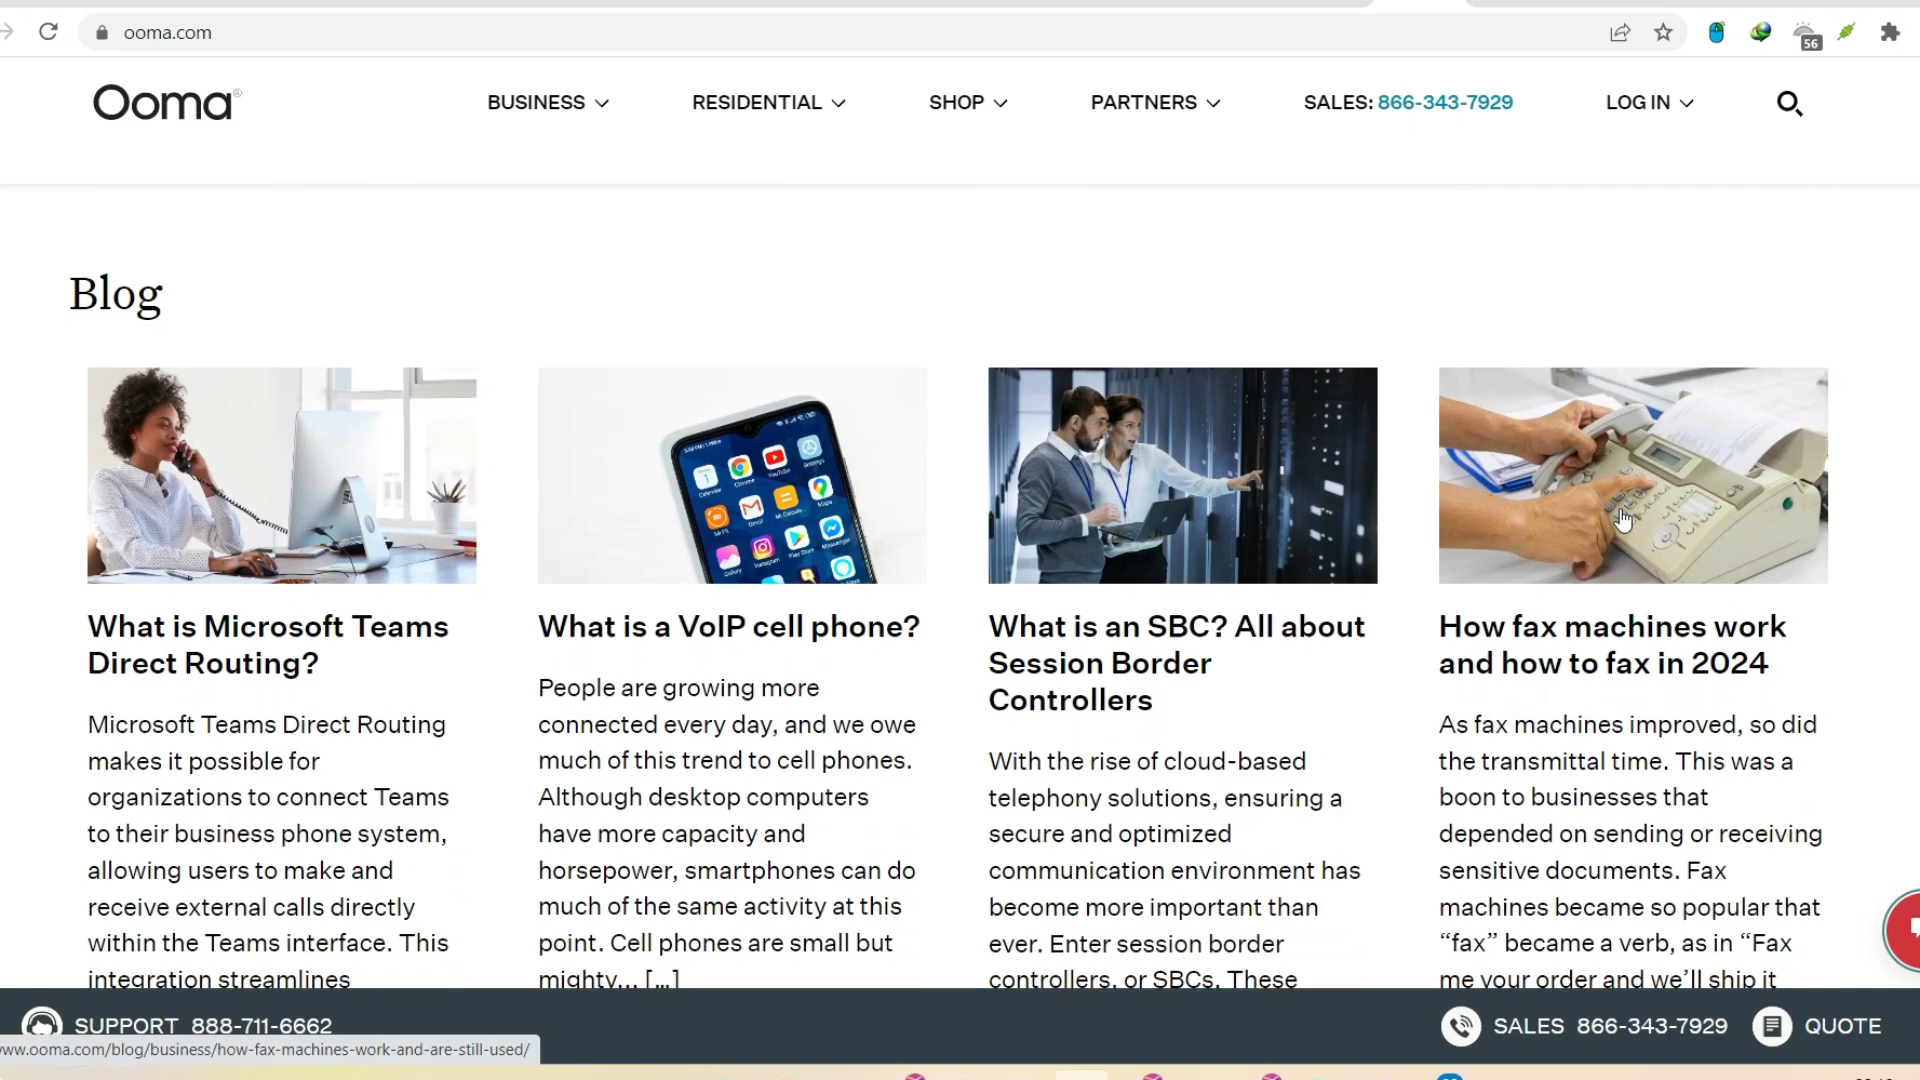 ooma.com
56
Ooma®
BUSINESS
RESIDENTIAL
SHOP
PARTNERS
SALES: 866-343-7929
LOG IN
Blog
What is Microsoft Teams
Direct Routing?
Microsoft Teams Direct Routing
makes it possible for
organizations to connect Teams
to their business phone system,
allowing users to make and
receive external calls directly
within the Teams interface. This
integration streamlines
What is a VoIP cell phone?
People are growing more
connected every day, and we owe
much of this trend to cell phones.
Although desktop computers
have more capacity and
horsepower, smartphones can do
much of the same activity at this
point. Cell phones are small but
mighty... [...]
What is an SBC? All about
Session Border
Controllers
With the rise of cloud-based
telephony solutions, ensuring a
secure and optimized
communication environment has
become more important than
ever. Enter session border
controllers, or SBCs. These
How fax machines work
and how to fax in 2024
As fax machines improved, so did
the transmittal time. This was a
boon to businesses that
depended on sending or receiving
sensitive documents. Fax
machines became so popular that
“fax” became a verb, as in “Fax
me your order and we’ll ship it
SUPPORT 888-711-6662
SALES 866-343-7929
QUOTE
www.ooma.com/blog/business/how-fax-machines-work-and-are-still-used/